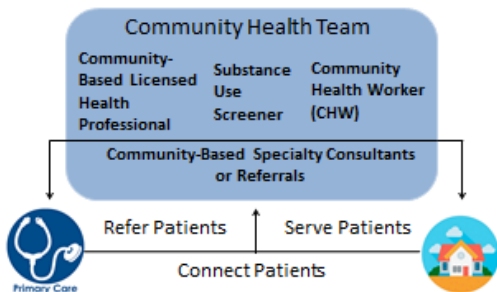 Community Health Team
Community-
Based Licensed
Health
Professional
Substance
Use
Screener
Community
Health Worker
(CHW)
Community-Based Specialty Consultants
or Referrals
Refer Patients
Serve Patients
Connect Patients
Primary Care